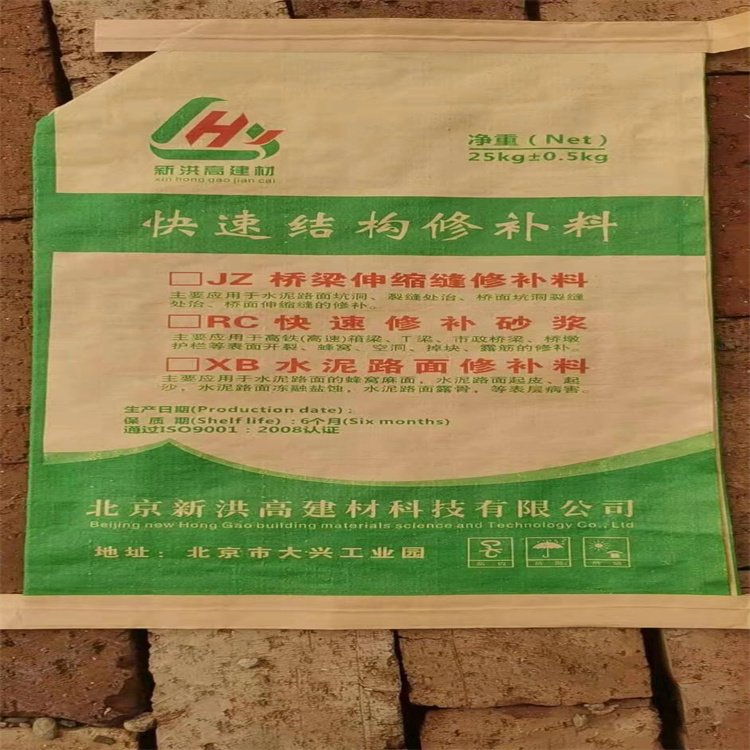 CHY
新洪高建材
xin hong gao jian cai
净重(Net)
25kg±0.5kg
快速结构修补料
□JZ 桥梁伸缩缝修补料
主要应用于水泥路面坑洞、裂缝处治、桥面坑洞裂缝
处治、桥面伸缩缝的修补。
□RC 快速修补砂浆
主要应用于高铁(高速)箱梁、T梁、市政桥梁、桥墩
护栏等表面开裂、蜂窝、空洞、掉块、露筋的修补。
□XB 水泥路面修补料
主要应用于水泥路面的蜂窝麻面,水泥路面起皮、起
沙,水泥路面冻融盐蚀,水泥路面露骨,等表层病害。
生产日期(Production date):
保质期(Shelf life):6个月(Six months)
通过ISO9001:2008认证
北京新洪高建材科技有限公司
Beijing new Hong Gao building materials science and Technology Co., Ltd
地址:北京市大兴工业园